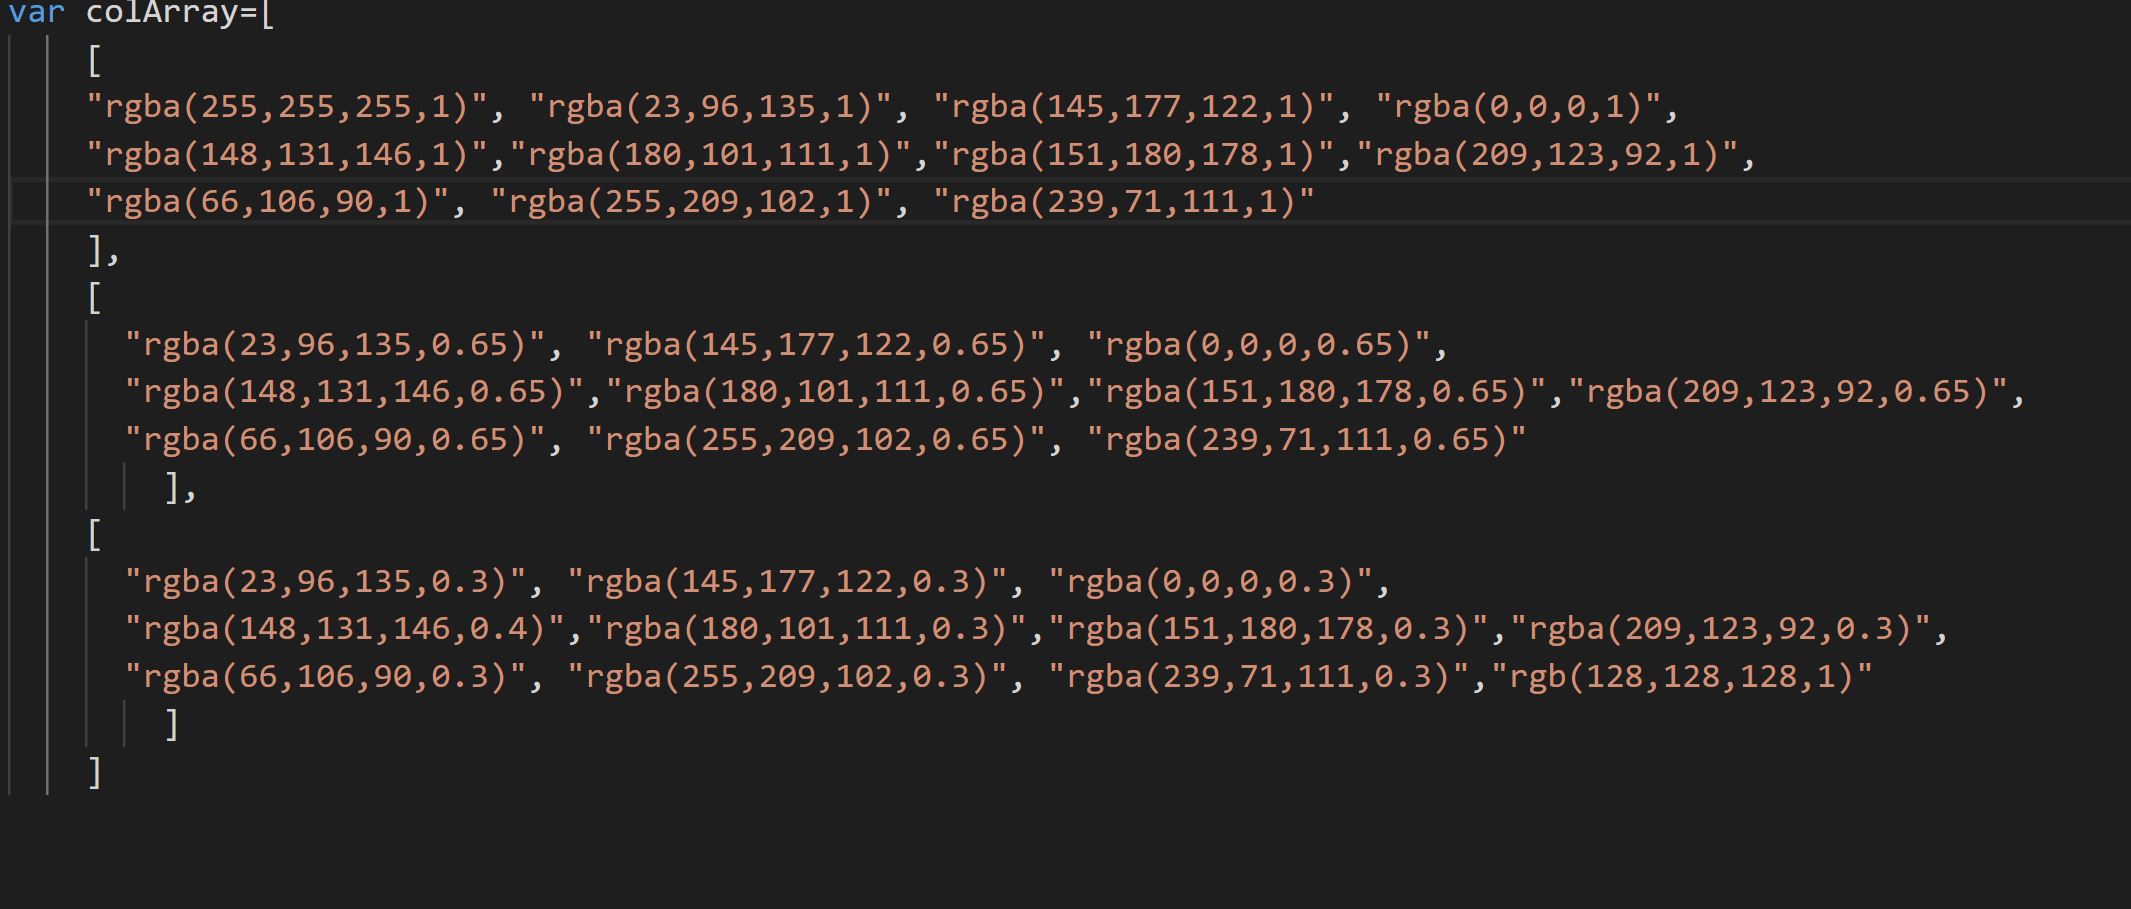 var colArray=[
[
"rgba(255,255,255,1)", "rgba(23,96,135,1)", "rgba(145,177,122,1)", "rgba(0,0,0,1)",
"rgba(148,131,146,1)","rgba(180,101,111,1)","rgba(151,180,178,1)","rgba(209,123,92,1)",
"rgba(66,106,90,1)", "rgba(255,209,102,1)", "rgba(239,71,111,1)"
],
[
"rgba(23,96,135,0.65)", "rgba(145,177,122,0.65)", "rgba(0,0,0,0.65)",
"rgba(148,131,146,0.65)","rgba(180,101,111,0.65)","rgba(151,180,178,0.65)","rgba(209,123,92,0.65)",
"rgba(66,106,90,0.65)", "rgba(255,209,102,0.65)", "rgba(239,71,111,0.65)"
],
[
"rgba(23,96,135,0.3)", "rgba(145,177,122,0.3)", "rgba(0,0,0,0.3)",
"rgba(148,131,146,0.4)","rgba(180,101,111,0.3)","rgba(151,180,178,0.3)","rgba(209,123,92,0.3)",
"rgba(66,106,90,0.3)", "rgba(255,209,102,0.3)", "rgba(239,71,111,0.3)","rgb(128,128,128,1)"
]
]